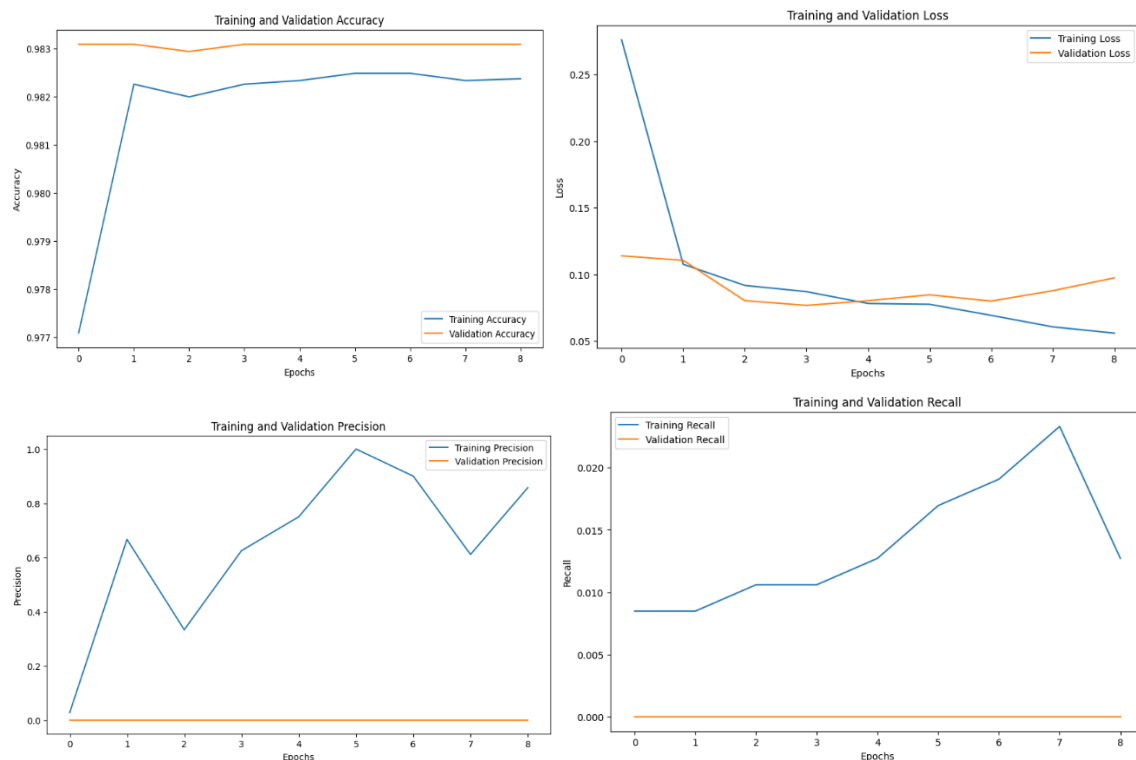 Training and Validation Accuracy
0.983
0.982
0.981
0.980
0.979
0.978
0.977
Accuracy
Training Accuracy
Validation Accuracy
0 1 2 3 4 5 6 7 8
Epochs
Training and Validation Loss
Training Loss
Validation Loss
0.25
0.20
0.15
0.10
0.05
Loss
0 1 2 3 4 5 6 7 8
Epochs
Training and Validation Precision
Training Precision
Validation Precision
1.0
0.8
0.6
0.4
0.2
0.0
Precision
0 1 2 3 4 5 6 7 8
Epochs
Training and Validation Recall
Training Recall
Validation Recall
0.020
0.015
0.010
0.005
0.000
Recall
0 1 2 3 4 5 6 7 8
Epochs